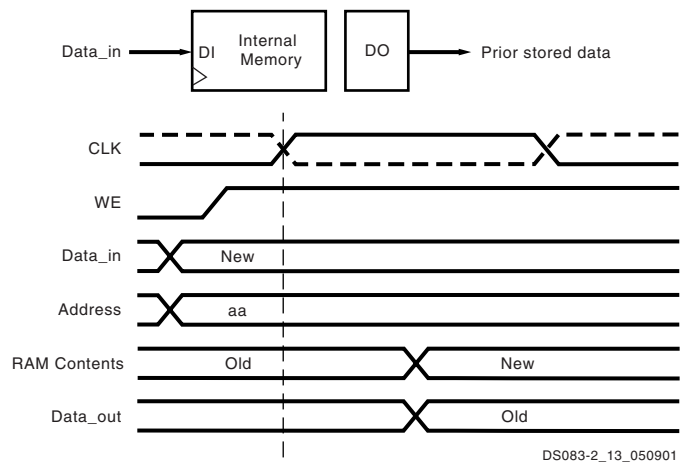 Data_in DI Internal Memory DO Prior stored data
CLK
WE
Data_in New
Address aa
RAM Contents Old New
Data_out Old
DS083-2_13_050901